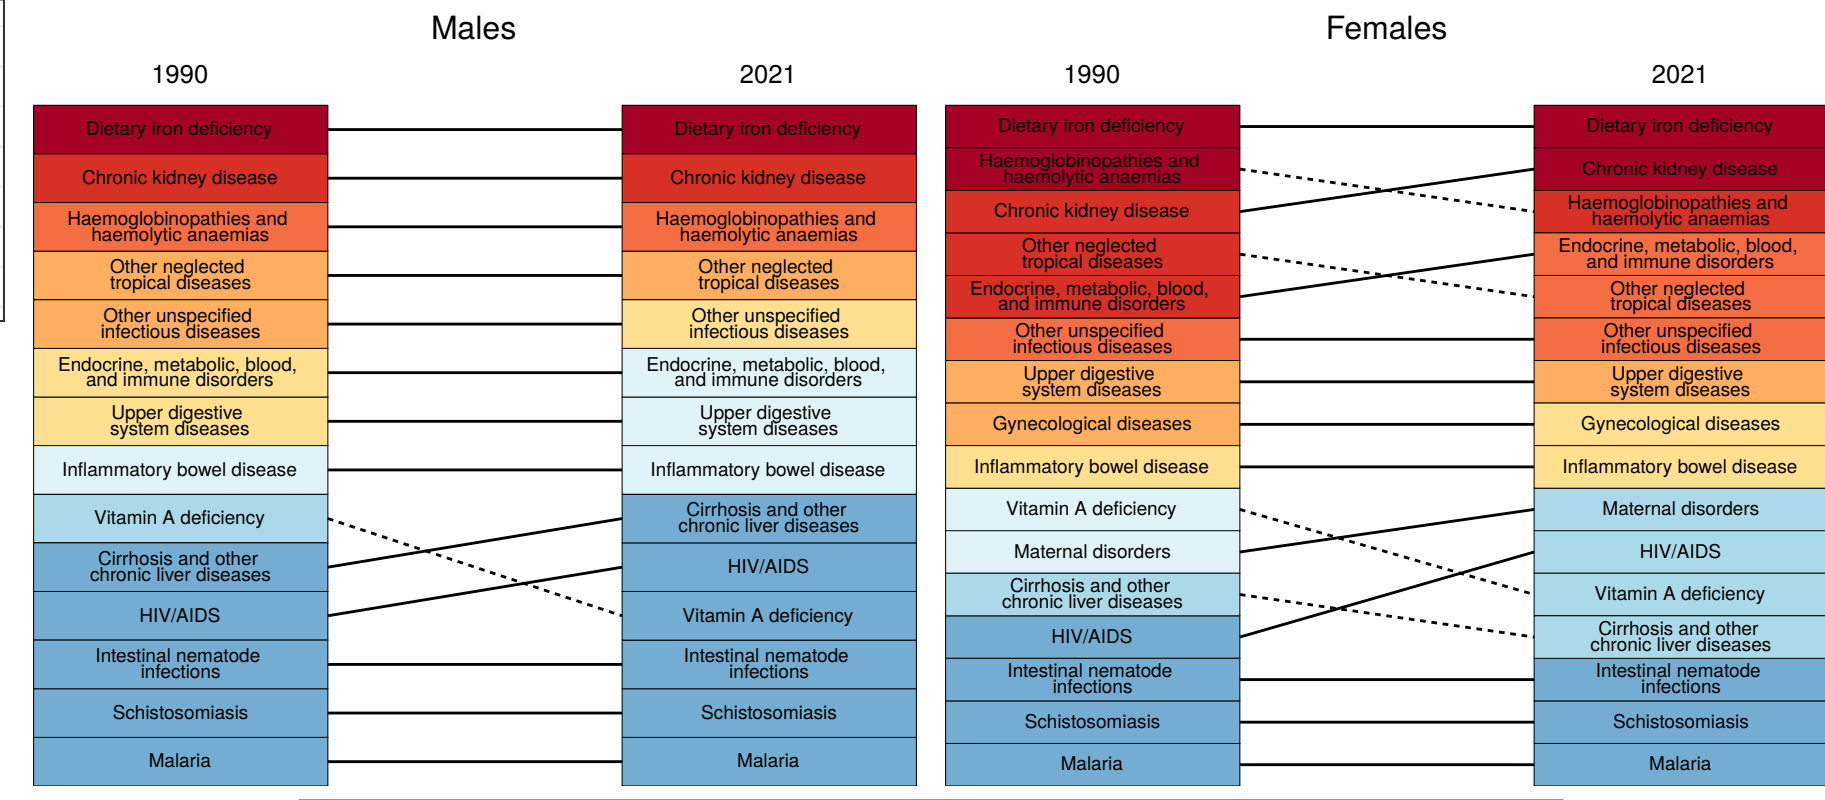 Males
1990
2021
Dietary iron deficiency
Chronic kidney disease
Haemoglobinopathies and
haemolytic anaemias
Other neglected
tropical diseases
Other unspecified
infectious diseases
Endocrine, metabolic, blood,
and immune disorders
Upper digestive
system diseases
Inflammatory bowel disease
Vitamin A deficiency
Cirrhosis and other
chronic liver diseases
HIV/AIDS
Intestinal nematode
infections
Schistosomiasis
Malaria
Dietary iron deficiency
Chronic kidney disease
Haemoglobinopathies and
haemolytic anaemias
Other neglected
tropical diseases
Other unspecified
infectious diseases
Endocrine, metabolic, blood,
and immune disorders
Upper digestive
system diseases
Inflammatory bowel disease
Cirrhosis and other
chronic liver diseases
HIV/AIDS
Vitamin A deficiency
Intestinal nematode
infections
Schistosomiasis
Malaria
Females
1990
2021
Dietary iron deficiency
Haemoglobinopathies and
haemolytic anaemias
Chronic kidney disease
Other neglected
tropical diseases
Endocrine, metabolic, blood,
and immune disorders
Other unspecified
infectious diseases
Upper digestive
system diseases
Gynecological diseases
Inflammatory bowel disease
Vitamin A deficiency
Maternal disorders
Cirrhosis and other
chronic liver diseases
HIV/AIDS
Intestinal nematode
infections
Schistosomiasis
Malaria
Dietary iron deficiency
Chronic kidney disease
Haemoglobinopathies and
haemolytic anaemias
Endocrine, metabolic, blood,
and immune disorders
Other neglected
tropical diseases
Other unspecified
infectious diseases
Upper digestive
system diseases
Gynecological diseases
Inflammatory bowel disease
Maternal disorders
HIV/AIDS
Vitamin A deficiency
Cirrhosis and other
chronic liver diseases
Intestinal nematode
infections
Schistosomiasis
Malaria